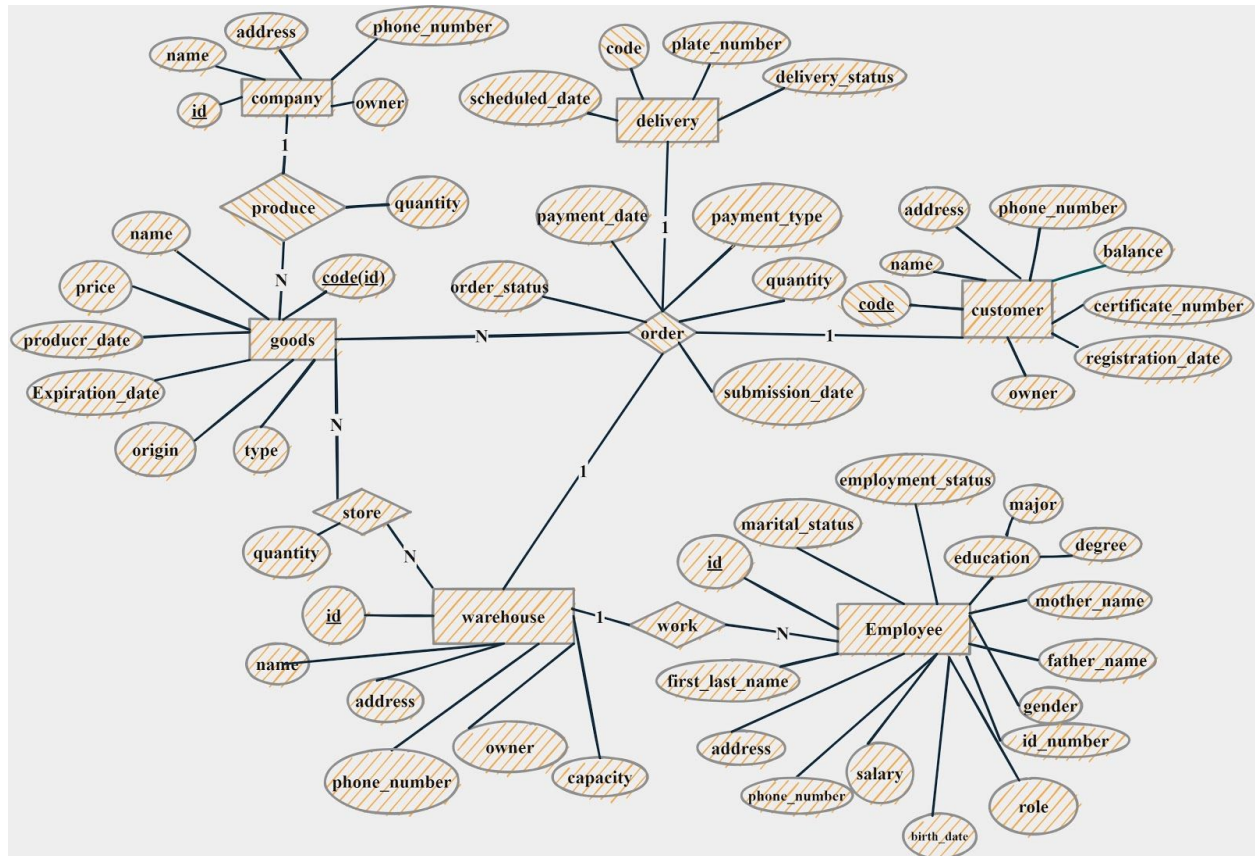 address
phone_number
name
company
id
owner
1
produce
quantity
N
code
plate_number
delivery_status
scheduled_date
delivery
1
payment_date
payment_type
order_status
quantity
order
submission_date
N
1
1
address
phone_number
balance
name
code
customer
certificate_number
registration_date
owner
name
code(id)
price
producr_date
goods
Expiration_date
origin
type
N
store
quantity
N
id
warehouse
name
address
phone_number
owner
capacity
1
work
N
employment_status
marital_status
major
id
education
degree
Employee
mother_name
father_name
first_last_name
gender
id_number
address
salary
phone_number
role
birth_date